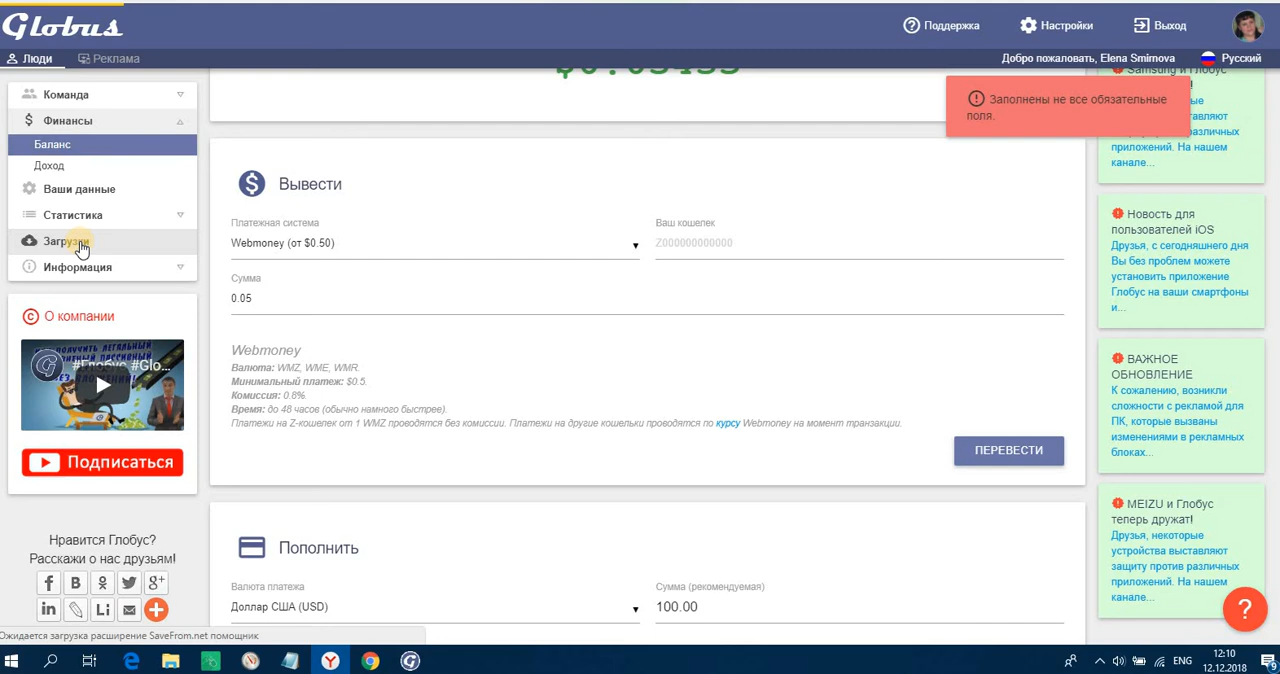 Globus
Поддержка
Настройки
Выход
Люди
Реклама
Добро пожаловать, Elena Smirnova
Русский
Команда
Финансы
Баланс
Доход
Ваши данные
Статистика
Загрузки
Информация
О компании
#Глобус #Glo...
Подписаться
Нравится Глобус?
Расскажи о нас друзьям!
Ожидается загрузка расширение SaveFrom.net помощник
Заполнены не все обязательные
поля.
Вывести
Платежная система
Webmoney (от $0.50)
Ваш кошелек
Z000000000000
Сумма
0.05
Webmoney
Валюта: WMZ, WME, WMR.
Минимальный платеж: $0.5.
Комиссия: 0.8%
Время: до 48 часов (обычно намного быстрее).
Платежи на Z-кошелек от 1 WMZ проводятся без комиссии. Платежи на другие кошельки проводятся по курсу Webmoney на момент транзакции.
ПЕРЕВЕСТИ
Пополнить
Валюта платежа
Доллар США (USD)
Сумма (рекомендуемая)
100.00
Samsung и Глобус
различных
приложений. На нашем
канале...
Новость для
пользователей iOS
Друзья, с сегодняшнего дня
Вы без проблем можете
установить приложение
Глобус на ваши смартфоны
и...
ВАЖНОЕ
ОБНОВЛЕНИЕ
К сожалению, возникли
сложности с рекламой для
ПК, которые вызваны
изменениями в рекламных
блоках...
MEIZU и Глобус
теперь дружат!
Друзья, некоторые
устройства выставляют
защиту против различных
приложений. На нашем
канале...
ENG
12:10
12.12.2018